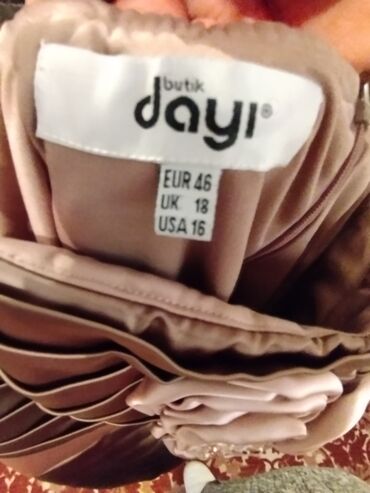 butik
dayı®
EUR 46
UK 18
USA 16